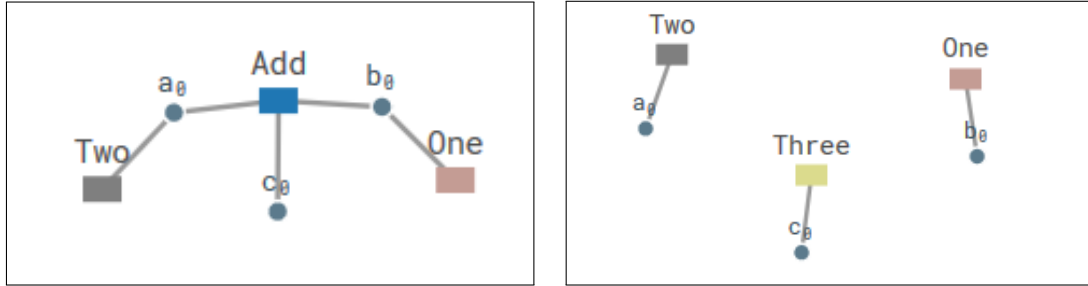 Add
a₀
b₀
Two
One
c₀
Two
One
a₀
b₀
Three
c₀